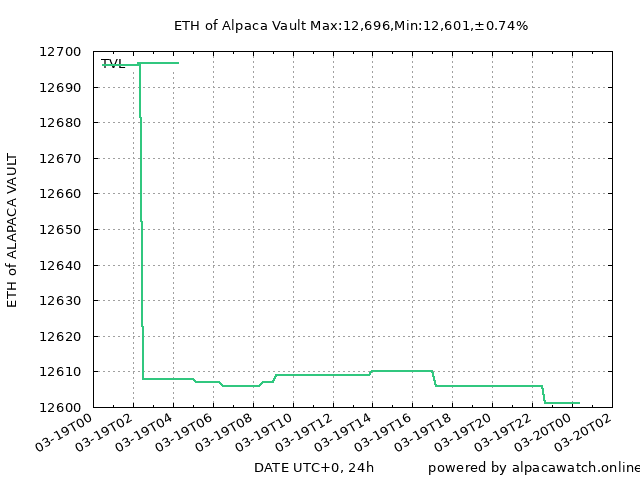 ETH of Alpaca Vault Max:12,696,Min:12,601,±0.74%
ETH of ALAPACA VAULT
12700
12690
12680
12670
12660
12650
12640
12630
12620
12610
12600
TVL
03-19T00
03-19T02
03-19T04
03-19T06
03-19T08
03-19T10
03-19T12
03-19T14
03-19T16
03-19T18
03-19T20
03-19T22
03-20T00
03-20T02
DATE UTC+0, 24h
powered by alpacawatch.online